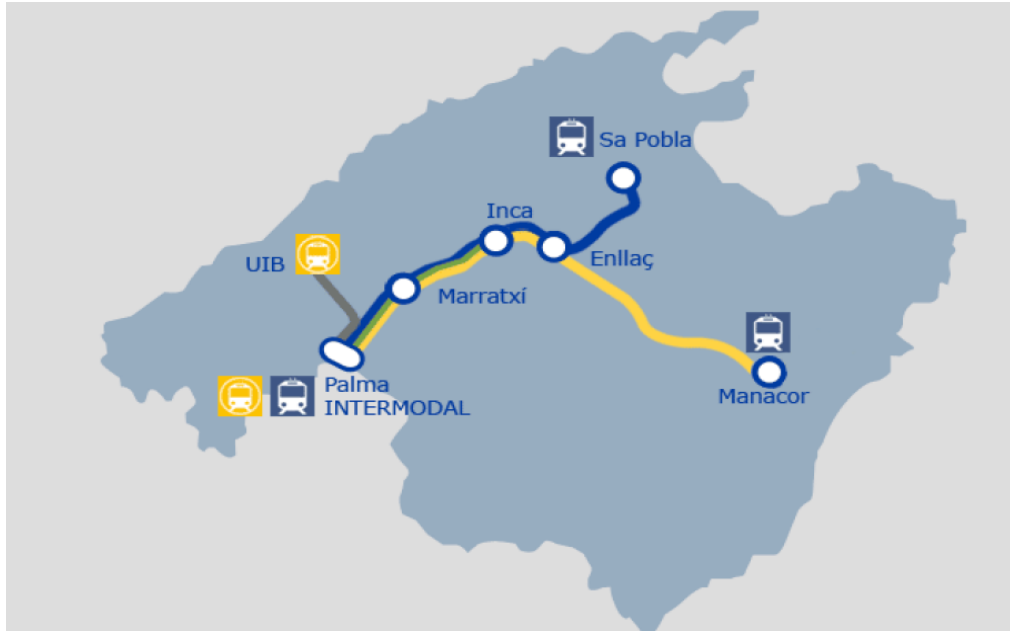 Sa Pobla
Inca
UIB
Enllaç
Marratxí
Palma
INTERMODAL
Manacor